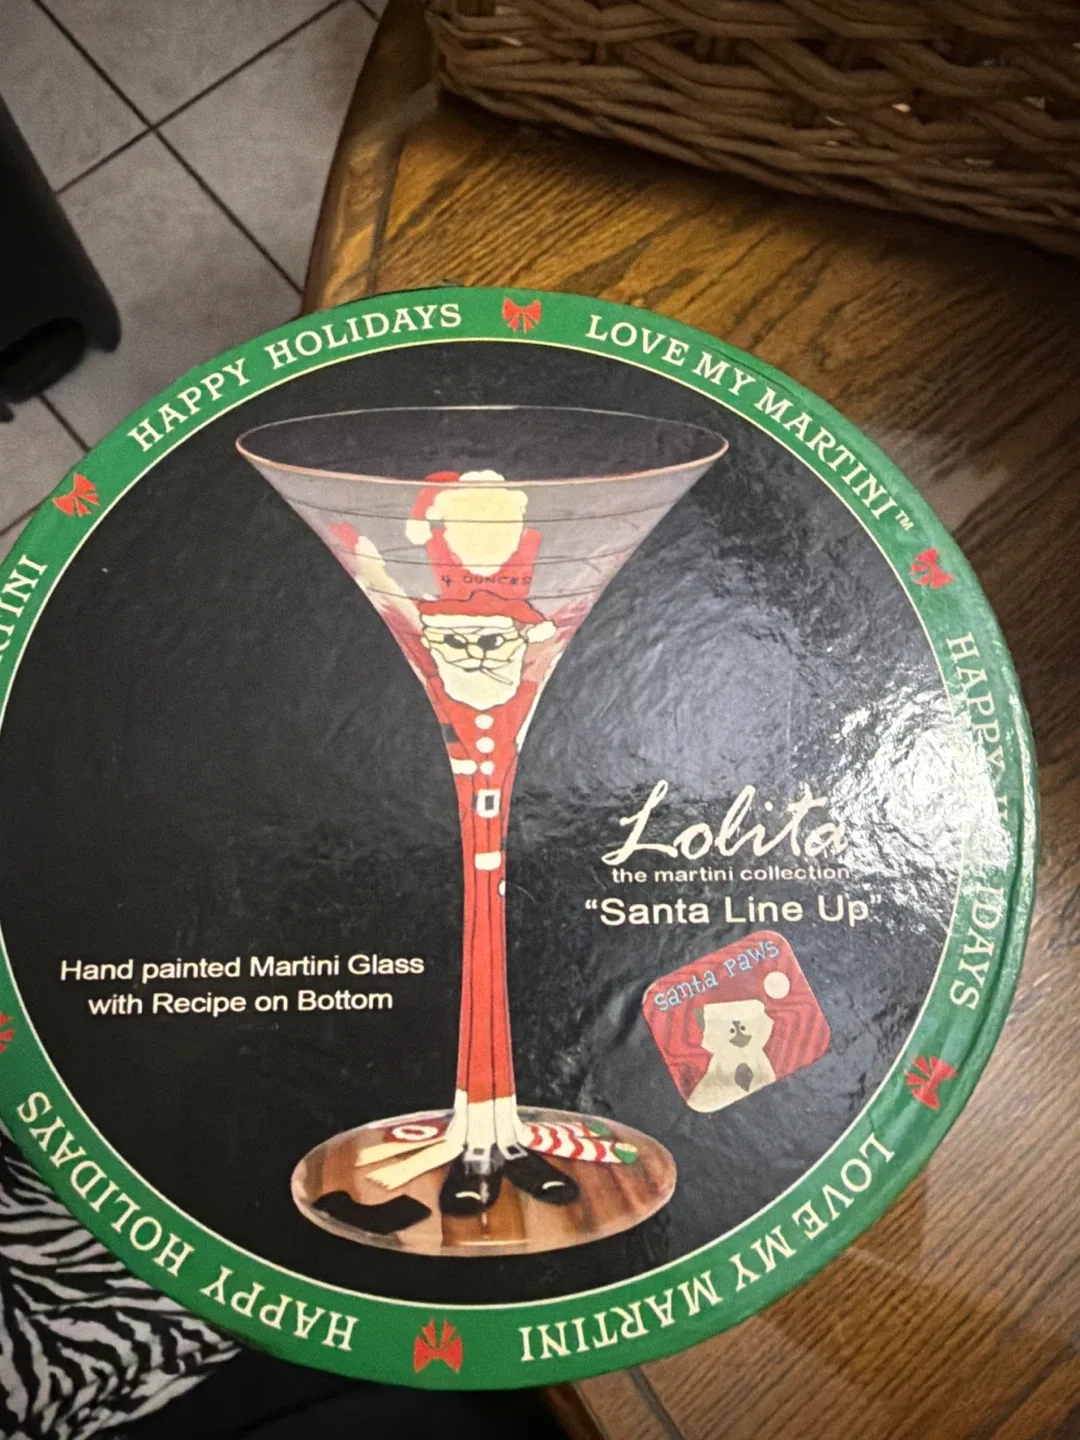 HAPPY HOLIDAYS
LOVE MY MARTINI™
HAPPY
IDAYS
LOVE MY MARTINI
HAPPY HOLIDAYS
4 OUNCES
Lolita
the martini collection
"Santa Line Up"
Santa Paws
Hand painted Martini Glass
with Recipe on Bottom